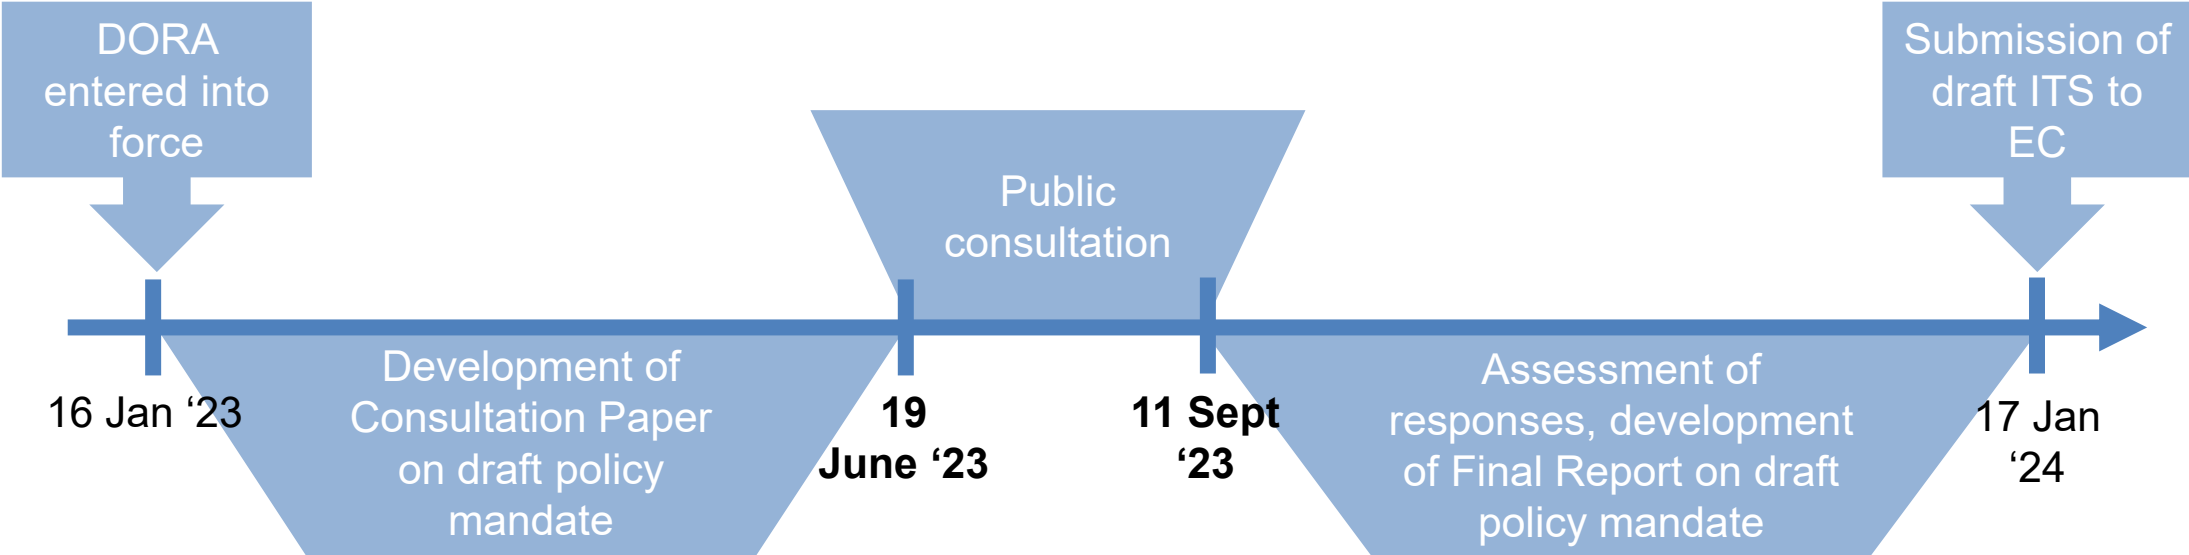 DORA
entered into
force
Submission of
draft ITS to
EC
Public
consultation
Development of
Consultation Paper
on draft policy
mandate
Assessment of
responses, development
of Final Report on draft
policy mandate
16 Jan ‘23
19
June ‘23
11 Sept
‘23
17 Jan
‘24